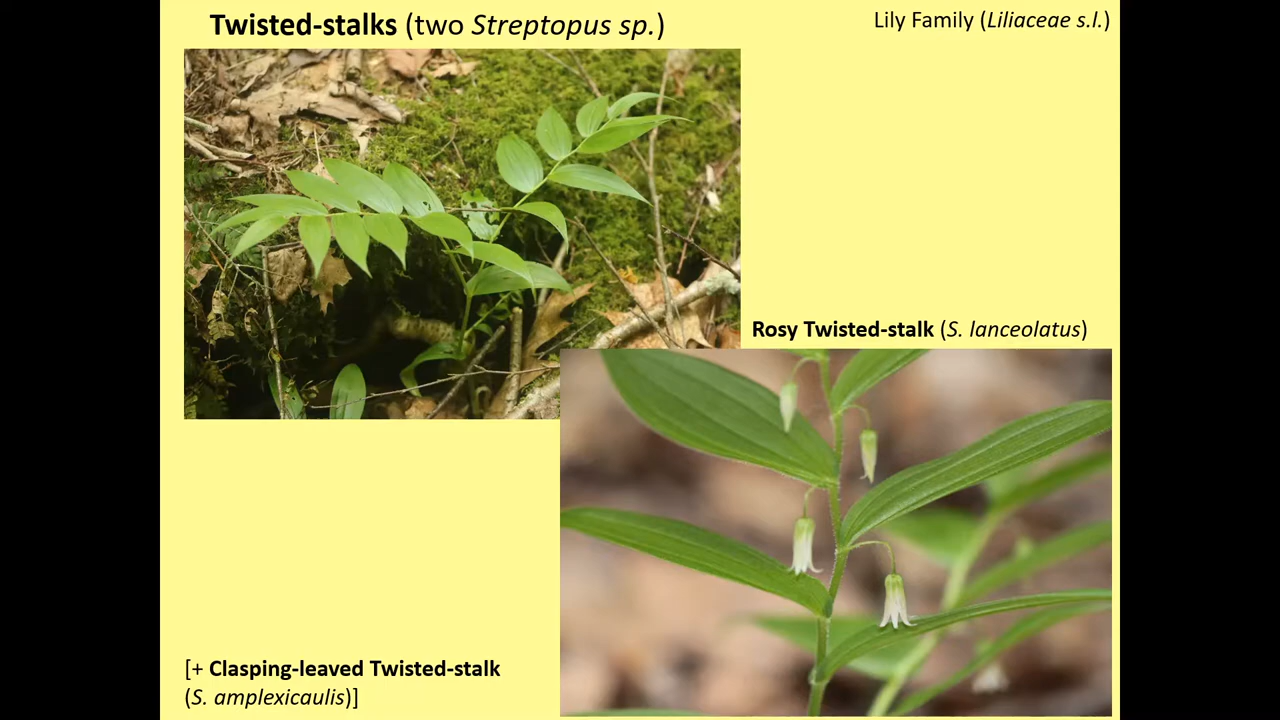 Twisted-stalks (two Streptopus sp.)
Lily Family (Liliaceae s.l.)
Rosy Twisted-stalk (S. lanceolatus)
[+ Clasping-leaved Twisted-stalk
(S. amplexicaulis)]